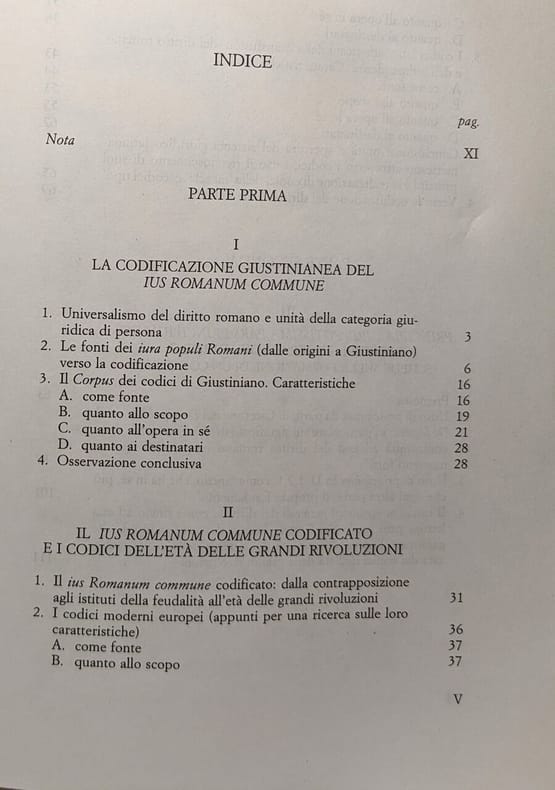 INDICE
pag.
Nota XI
PARTE PRIMA
I
LA CODIFICAZIONE GIUSTINIANEA DEL
IUS ROMANUM COMMUNE
1. Universalismo del diritto romano e unità della categoria giu-
ridica di persona 3
2. Le fonti dei iura populi Romani (dalle origini a Giustiniano)
verso la codificazione 6
3. Il Corpus dei codici di Giustiniano. Caratteristiche 16
A. come fonte 16
B. quanto allo scopo 19
C. quanto all'opera in sé 21
D. quanto ai destinatari 28
4. Osservazione conclusiva 28
II
IL IUS ROMANUM COMMUNE CODIFICATO
E I CODICI DELL'ETÀ DELLE GRANDI RIVOLUZIONI
1. Il ius Romanum commune codificato: dalla contrapposizione
agli istituti della feudalità all'età delle grandi rivoluzioni 31
2. I codici moderni europei (appunti per una ricerca sulle loro
caratteristiche) 36
A. come fonte 37
B. quanto allo scopo 37
V